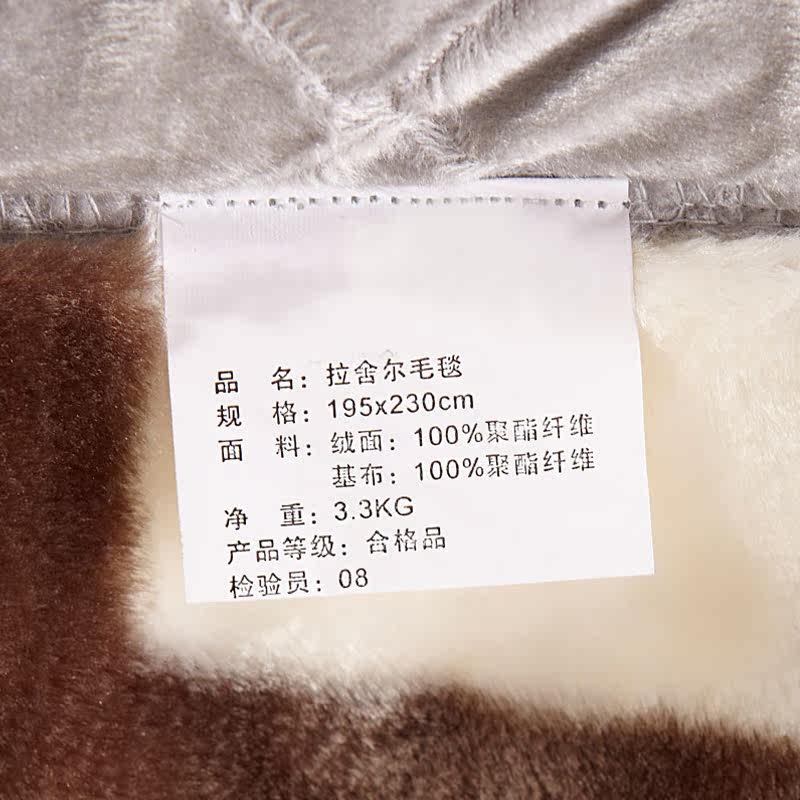 品 名：拉舍尔毛毯
规 格：195x230cm
面 料：绒面：100%聚酯纤维
基布：100%聚酯纤维
净 重：3.3KG
产品等级：合格品
检验员：08